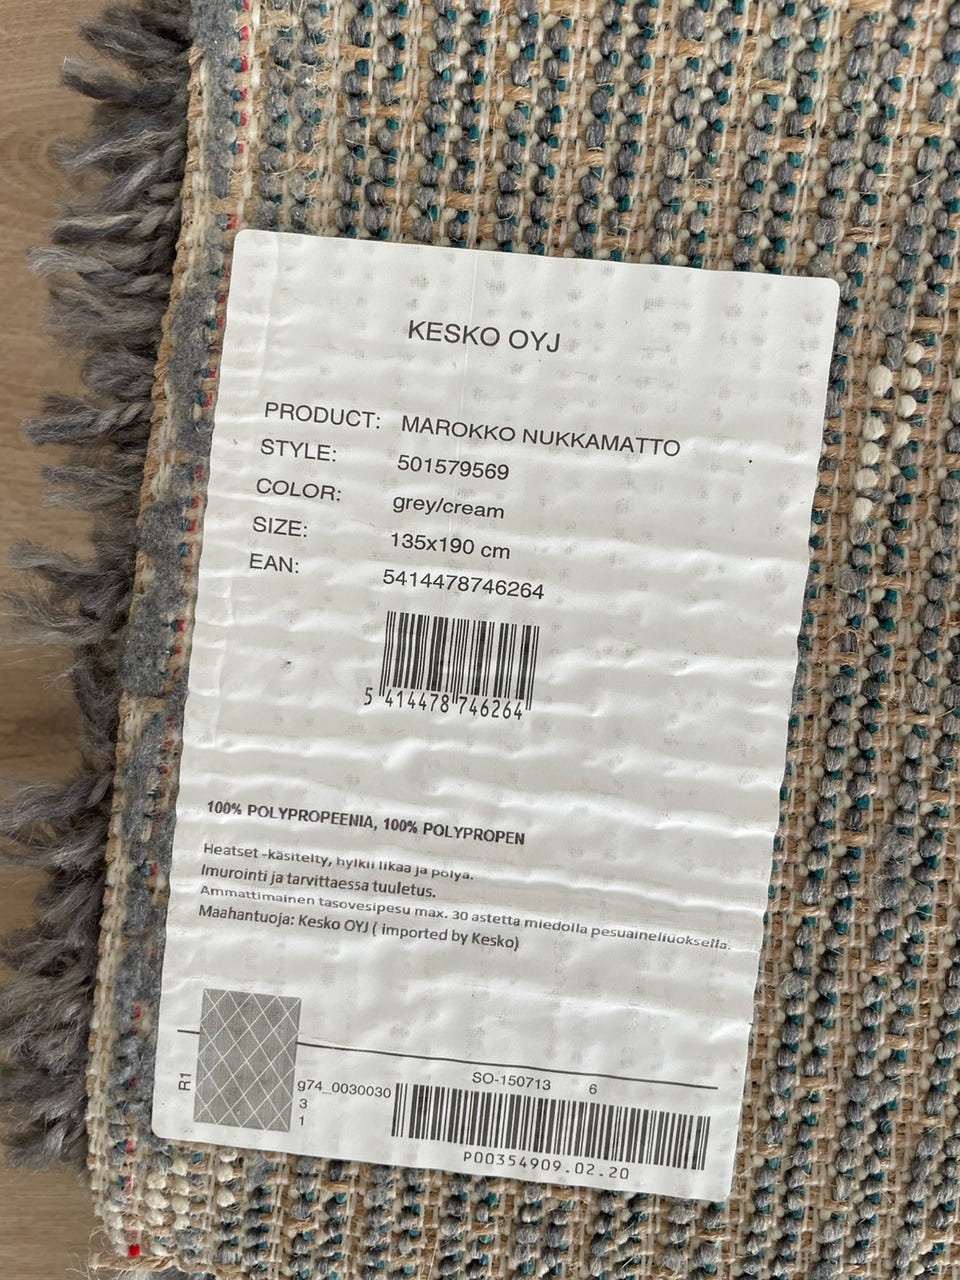 KESKO OYJ
PRODUCT: MAROKKO NUKKAMATTO
STYLE: 501579569
COLOR: grey/cream
SIZE: 135x190 cm
EAN: 5414478746264
5 414478 746264
100% POLYPROPEENIA, 100% POLYPROPEN
Heatset -käsitelty, hylkii likaa ja pölyä.
Imurointi ja tarvittaessa tuuletus.
Ammattimainen tasovesipesu max. 30 astetta miedolla pesuaineliuoksella.
Maahantuoja: Kesko OYJ ( imported by Kesko)
R1
SO-150713 6
g74_0030030
3
1
P00354909.02.20